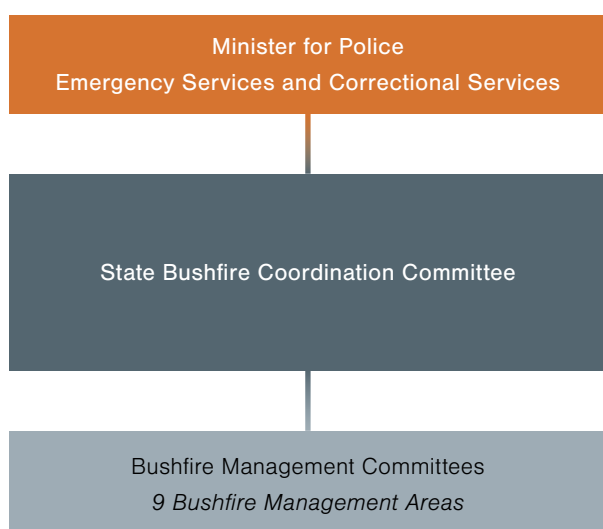 Minister for Police
Emergency Services and Correctional Services
State Bushfire Coordination Committee
Bushfire Management Committees
9 Bushfire Management Areas